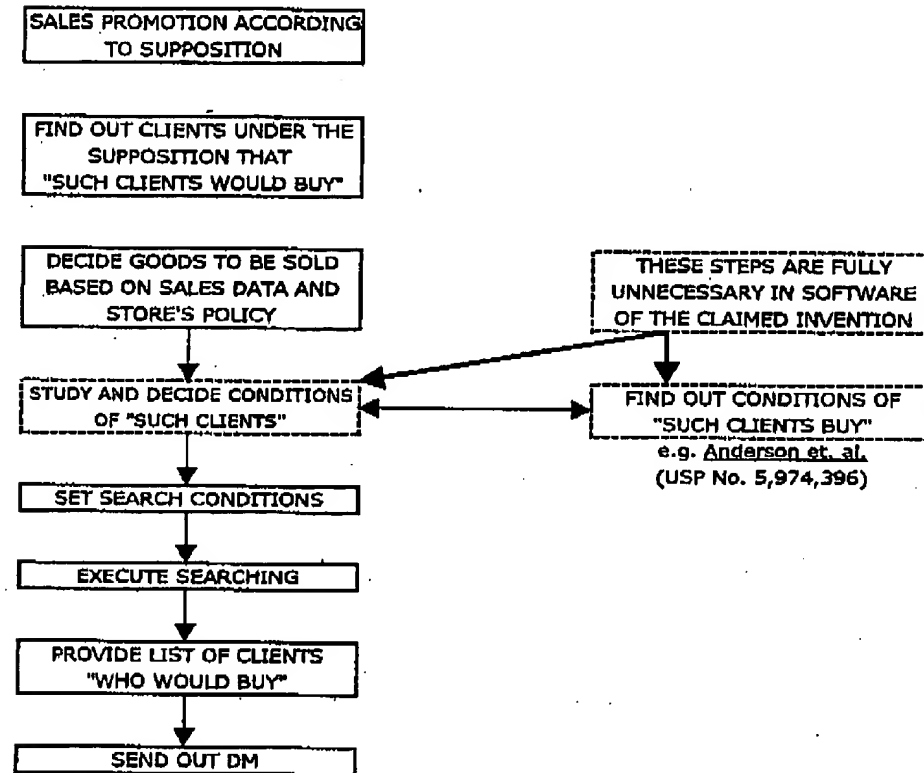 SALES PROMOTION ACCORDING
TO SUPPOSITION
FIND OUT CLIENTS UNDER THE
SUPPOSITION THAT
"SUCH CLIENTS WOULD BUY"
DECIDE GOODS TO BE SOLD
BASED ON SALES DATA AND
STORE'S POLICY
THESE STEPS ARE FULLY
UNNECESSARY IN SOFTWARE
OF THE CLAIMED INVENTION
STUDY AND DECIDE CONDITIONS
OF "SUCH CLIENTS"
FIND OUT CONDITIONS OF
"SUCH CLIENTS BUY"
e.g. Anderson et. al.
(USP No. 5,974,396)
SET SEARCH CONDITIONS
EXECUTE SEARCHING
PROVIDE LIST OF CLIENTS
"WHO WOULD BUY"
SEND OUT DM